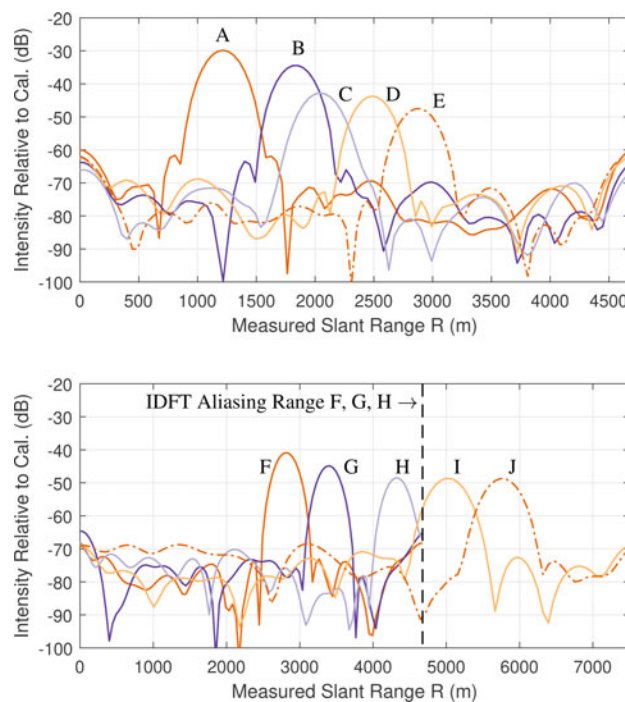 -20
-30
-40
-50
-60
-70
-80
-90
-100
Intensity Relative to Cal. (dB)
A
B
C
D
E
0 500 1000 1500 2000 2500 3000 3500 4000 4500
Measured Slant Range R (m)
-20
-30
-40
-50
-60
-70
-80
-90
-100
Intensity Relative to Cal. (dB)
IDFT Aliasing Range F, G, H →
F
G
H
I
J
0 1000 2000 3000 4000 5000 6000 7000
Measured Slant Range R (m)